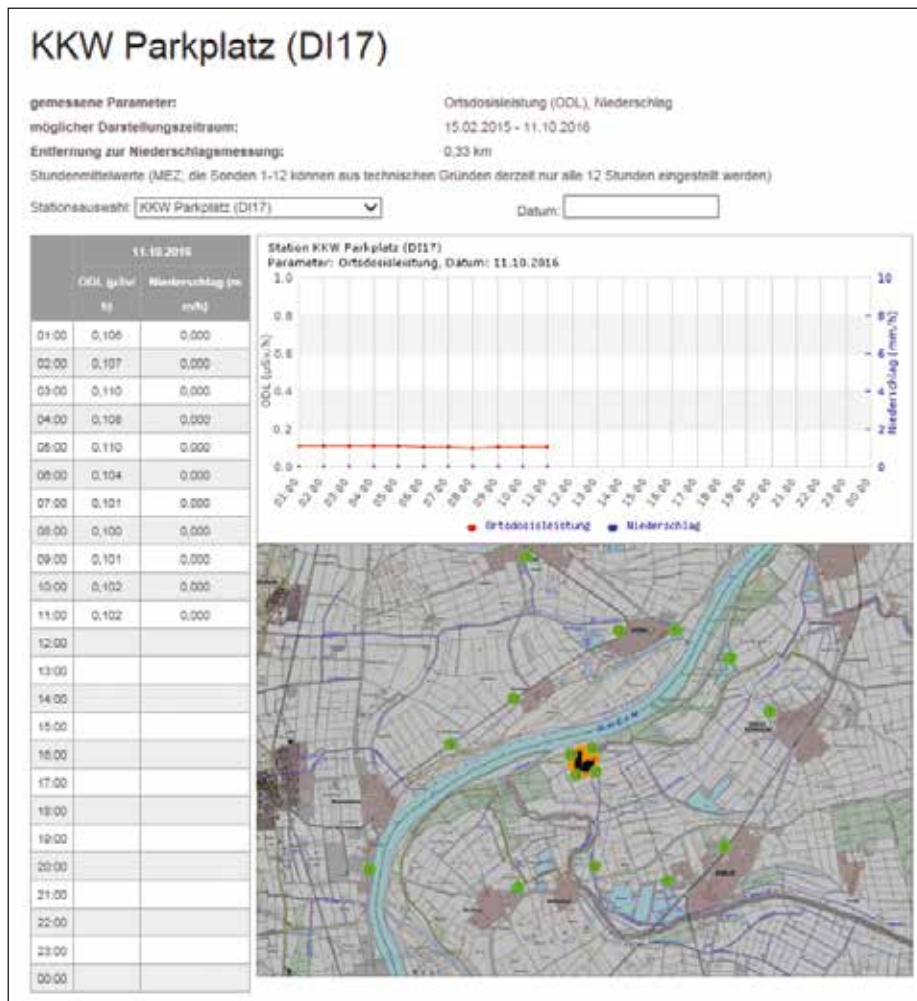 KKW Parkplatz (DI17)
gemessene Parameter: Ortsdosisleistung (ODL), Niederschlag
möglicher Darstellungszeitraum: 15.02.2015 - 11.10.2016
Entfernung zur Niederschlagsmessung: 0,33 km
Stundenmittelwerte (MEZ; die Sonden 1-12 können aus technischen Gründen derzeit nur alle 12 Stunden eingestellt werden)
Stationsauswahl: KKW Parkplatz (DI17) Datum:
11.10.2016
ODL (µSv/ Niederschlag (m
h) m/h)
01:00 0,106 0,000
02:00 0,107 0,000
03:00 0,110 0,000
04:00 0,108 0,000
05:00 0,110 0,000
06:00 0,104 0,000
07:00 0,101 0,000
08:00 0,100 0,000
09:00 0,101 0,000
10:00 0,102 0,000
11:00 0,102 0,000
12:00
13:00
14:00
15:00
16:00
17:00
18:00
19:00
20:00
21:00
22:00
23:00
00:00
Station KKW Parkplatz (DI17)
Parameter: Ortsdosisleistung, Datum: 11.10.2016
ODL (µSv/h)
1.0
0.8
0.6
0.4
0.2
0.0
10
8
6
4
2
0
Niederschlag (mm/h)
01:00 02:00 03:00 04:00 05:00 06:00 07:00 08:00 09:00 10:00 11:00 12:00 13:00 14:00 15:00 16:00 17:00 18:00 19:00 20:00 21:00 22:00 23:00 00:00
Ortsdosisleistung Niederschlag
RHEIN